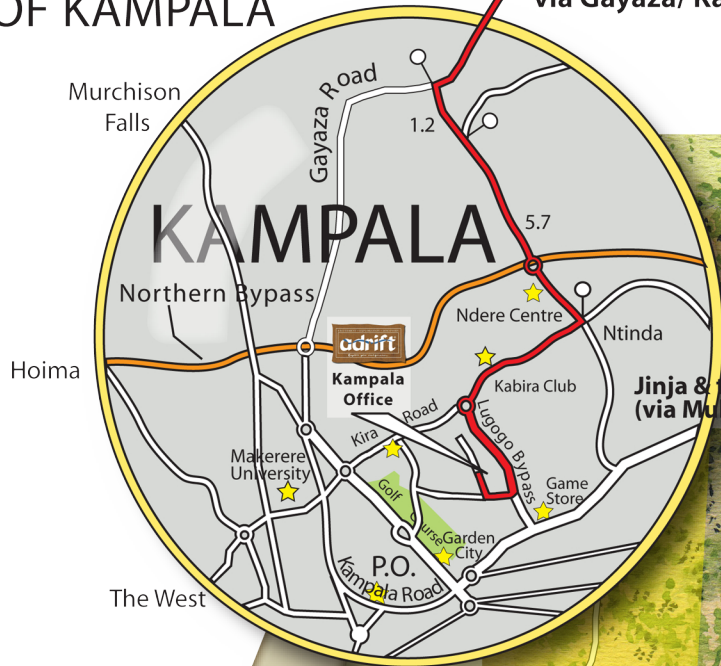 OF KAMPALA
via Gayaza/
Murchison
Falls
Gayaza Road
1.2
5.7
KAMPALA
Northern Bypass
Ndere Centre
Ntinda
Hoima
adrift
Kampala
Office
Kabira Club
Jinja &
(via
Kira Road
Lugogo Bypass
Makerere
University
Game
Store
Golf
Course
Garden
City
P.O.
Kampala Road
The West